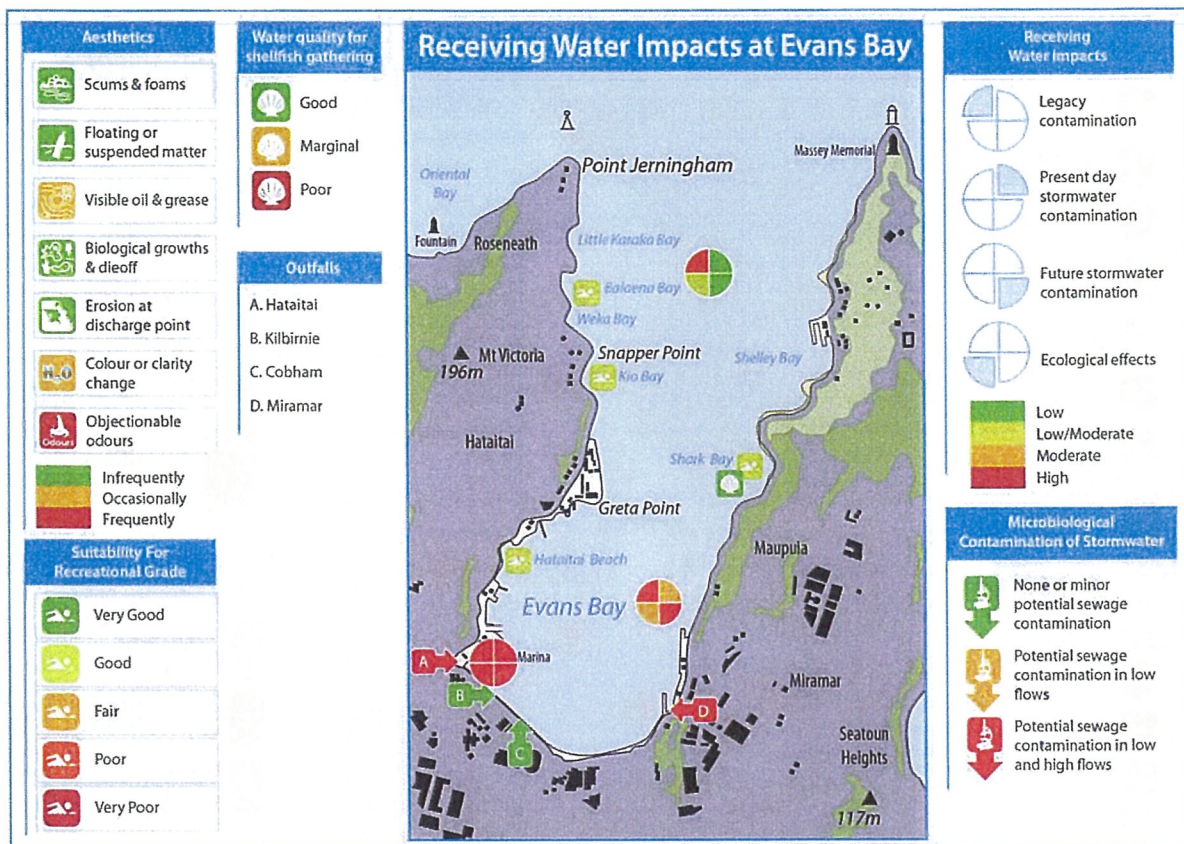 Aesthetics
Scums & foams
Floating or
suspended matter
Visible oil & grease
Biological growths
& dieoff
Erosion at
discharge point
H₂O
Colour or clarity
change
Odours
Objectionable
odours
Infrequently
Occasionally
Frequently
Suitability For
Recreational Grade
Very Good
Good
Fair
Poor
Very Poor
Water quality for
shellfish gathering
Good
Marginal
Poor
Outfalls
A. Hataitai
B. Kilbirnie
C. Cobham
D. Miramar
Receiving Water Impacts at Evans Bay
Massey Memorial
Point Jerningham
Oriental
Bay
Fountain
Roseneath
Little Karaka Bay
Balaena Bay
Weka Bay
Mt Victoria
196m
Snapper Point
Shelley Bay
Kio Bay
Hataitai
Shark Bay
Greta Point
Maupuia
Hataitai Beach
Evans Bay
A
Marina
B
Miramar
D
C
Seatoun
Heights
117m
Receiving
Water Impacts
Legacy
contamination
Present day
stormwater
contamination
Future stormwater
contamination
Ecological effects
Low
Low/Moderate
Moderate
High
Microbiological
Contamination of Stormwater
None or minor
potential sewage
contamination
Potential sewage
contamination in low
flows
Potential sewage
contamination in low
and high flows